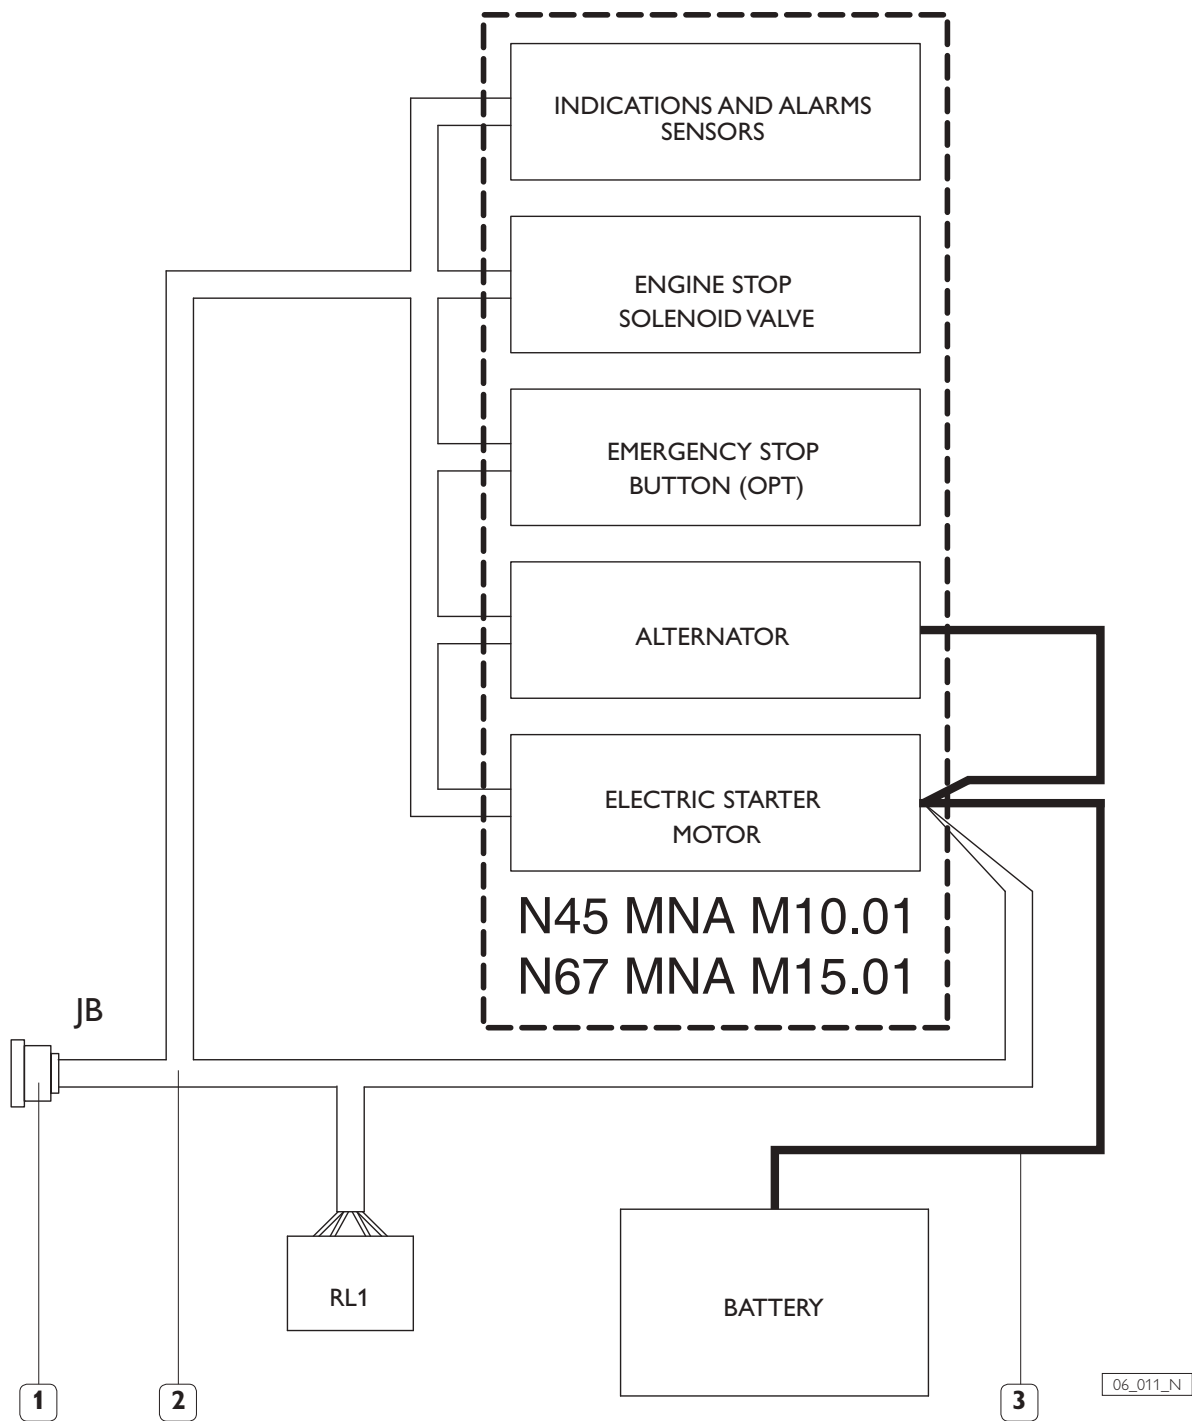 INDICATIONS AND ALARMS
SENSORS
ENGINE STOP
SOLENOID VALVE
EMERGENCY STOP
BUTTON (OPT)
ALTERNATOR
ELECTRIC STARTER
MOTOR
N45 MNA M10.01
N67 MNA M15.01
JB
RL1
BATTERY
1
2
3
06_011_N